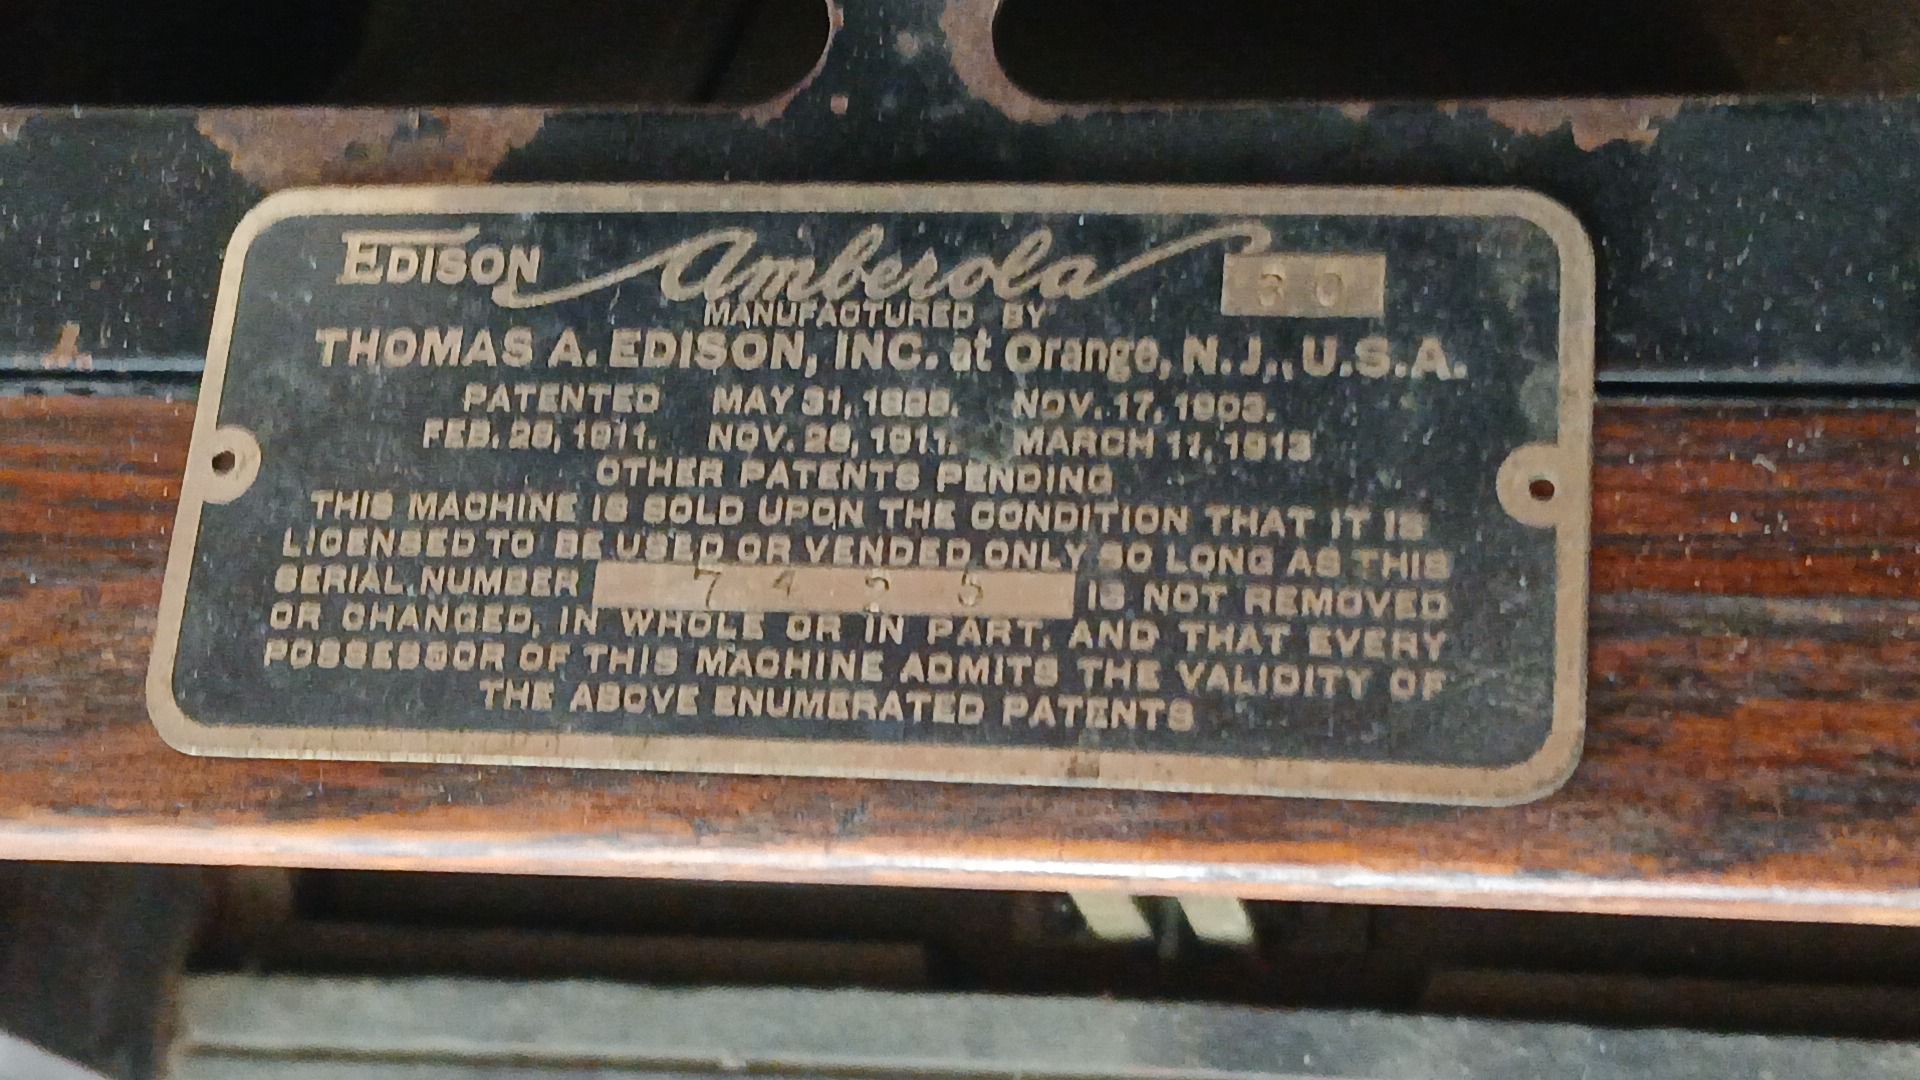 EDISON Amberola
MANUFACTURED BY
THOMAS A. EDISON, INC. at Orange, N.J., U.S.A.
PATENTED MAY 31, 1898. NOV. 17, 1903.
FEB. 28, 1911. NOV. 28, 1911. MARCH 11, 1913
OTHER PATENTS PENDING
THIS MACHINE IS SOLD UPON THE CONDITION THAT IT IS
LICENSED TO BE USED OR VENDED ONLY SO LONG AS THIS
SERIAL NUMBER 7 4 5 5 IS NOT REMOVED
OR CHANGED, IN WHOLE OR IN PART, AND THAT EVERY
POSSESSOR OF THIS MACHINE ADMITS THE VALIDITY OF
THE ABOVE ENUMERATED PATENTS